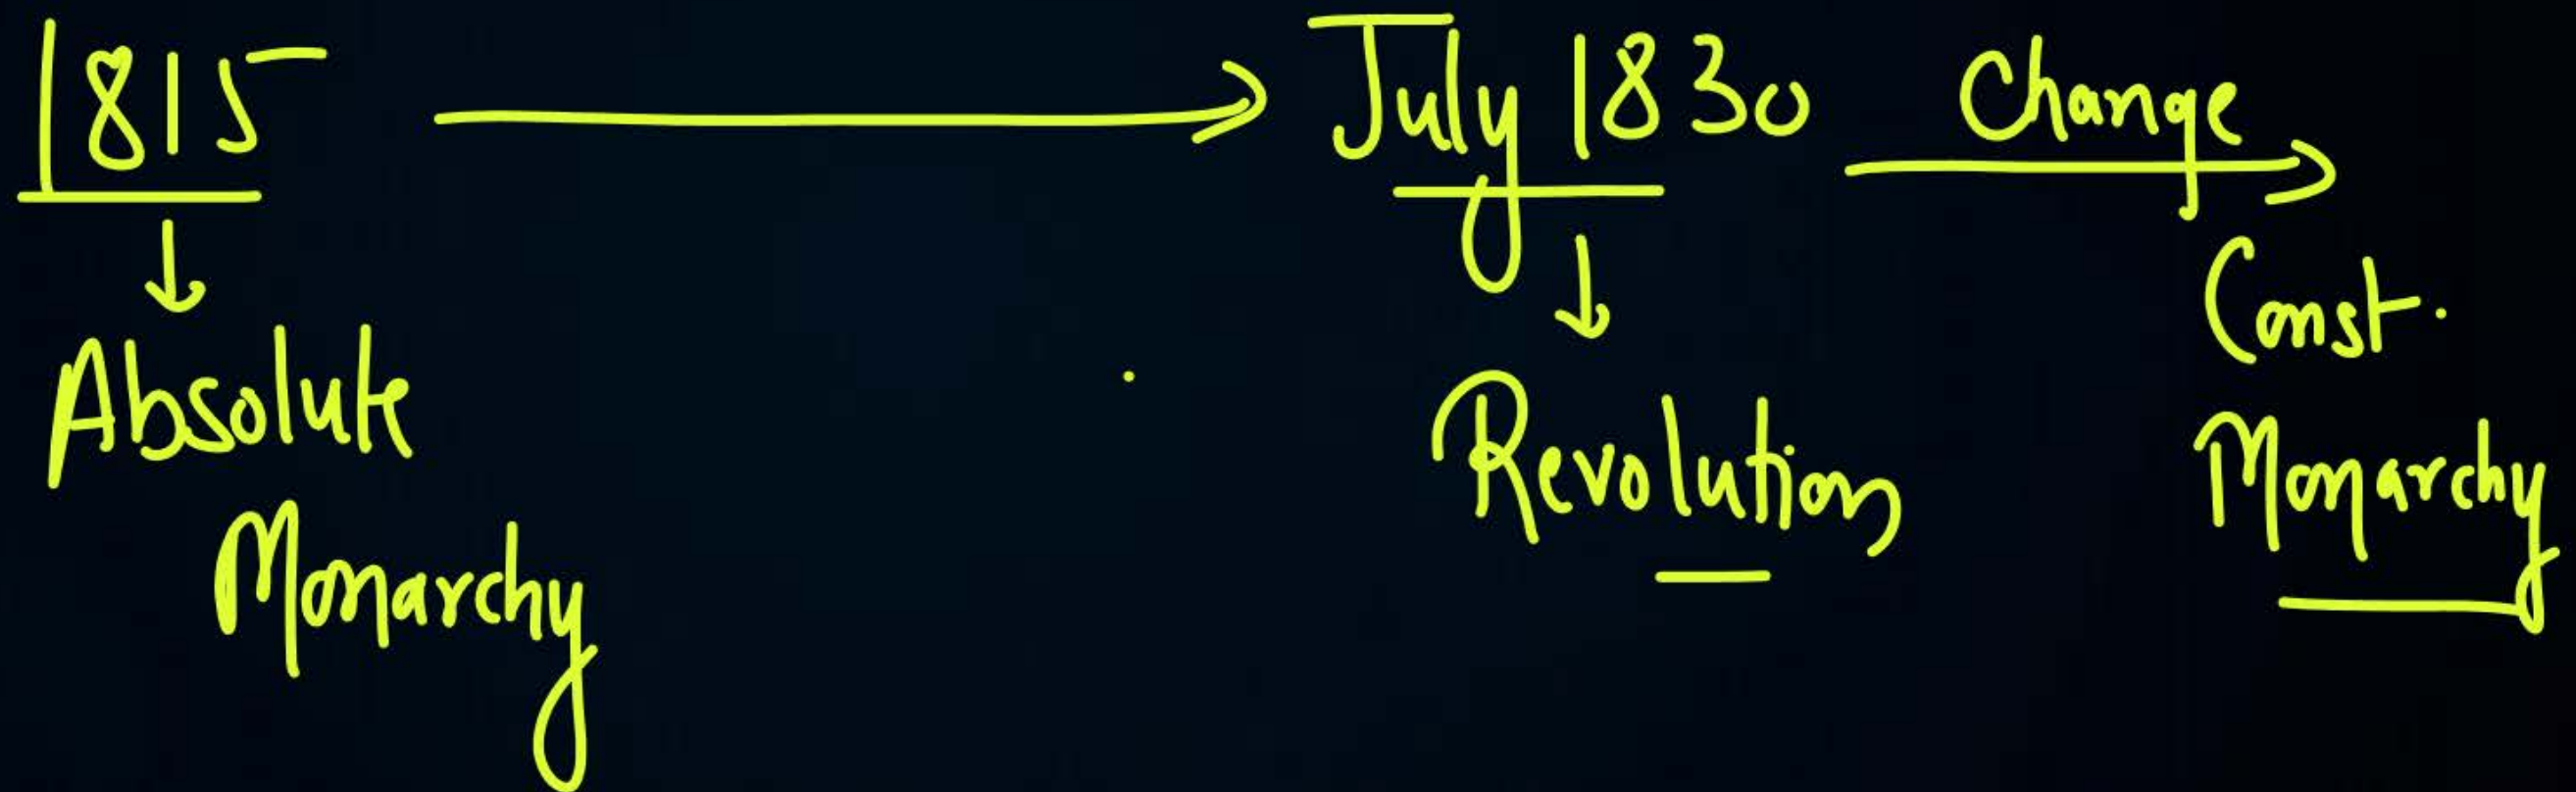 1815 → July 1830 Change →
↓ Absolute Monarchy
↓ Revolution
Const. Monarchy